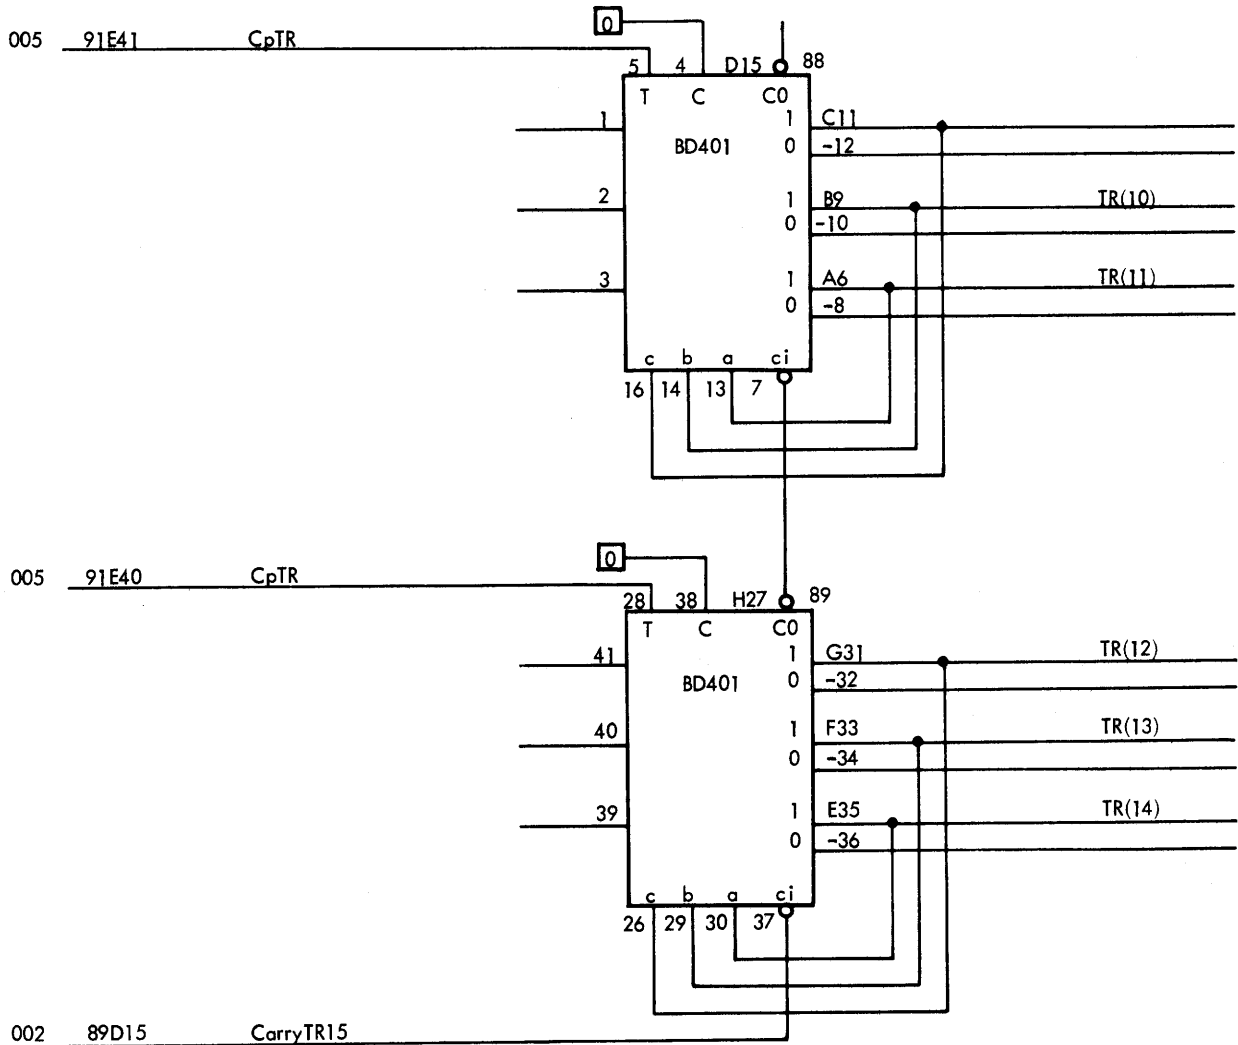 0
005 91E41 CpTR
5 4 D15 88
T C C0
1 1 C11
BD401 0 -12
2 1 B9 TR(10)
0 -10
3 1 A6 TR(11)
0 -8
c b a ci
16 14 13 7
0
005 91E40 CpTR
28 38 H27 89
T C C0
41 1 G31 TR(12)
BD401 0 -32
40 1 F33 TR(13)
0 -34
39 1 E35 TR(14)
0 -36
c b a ci
26 29 30 37
002 89D15 CarryTR15